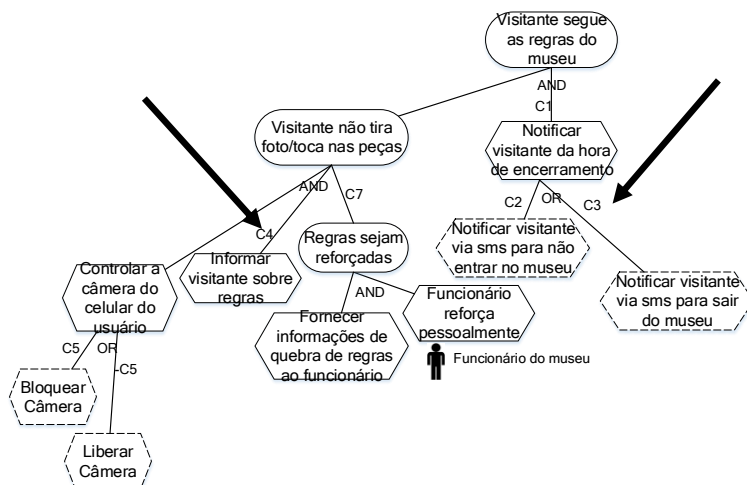 Visitante segue
as regras do
museu
AND
C1
Visitante não tira
foto/toca nas peças
Notificar
visitante da hora
de encerramento
AND
C7
C4
C2
OR
C3
Regras sejam
reforçadas
Notificar visitante
via sms para não
entrar no museu
Controlar a
câmera do
celular do
usuário
Informar
visitante sobre
regras
Notificar visitante
via sms para sair
do museu
AND
Fornecer
informações de
quebra de regras
ao funcionário
Funcionário
reforça
pessoalmente
Funcionário do museu
C5
OR
-C5
Bloquear
Câmera
Liberar
Câmera